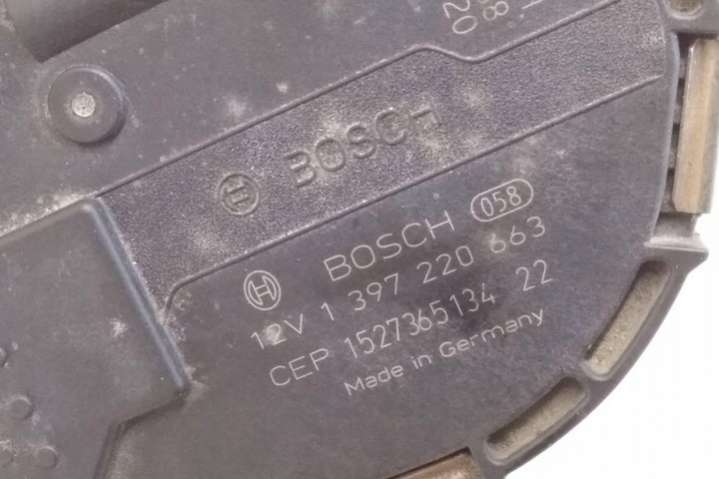 BOSCH
BOSCH 058
12V 1 397 220 663
CEP 1527365134 22
Made in Germany